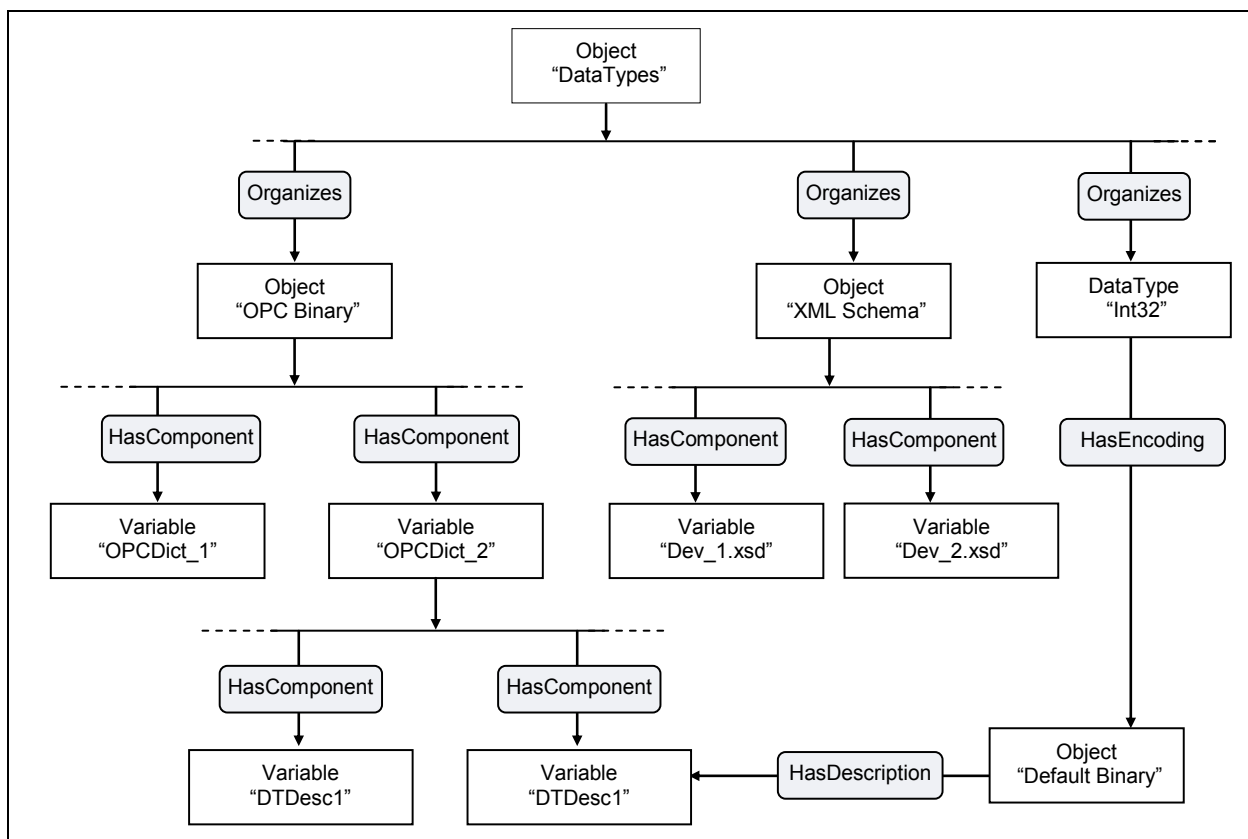 Object
“DataTypes”
Organizes
Organizes
Organizes
Object
“OPC Binary”
Object
“XML Schema”
DataType
“Int32”
HasComponent
HasComponent
HasComponent
HasComponent
HasEncoding
Variable
“OPCDict_1”
Variable
“OPCDict_2”
Variable
“Dev_1.xsd”
Variable
“Dev_2.xsd”
HasComponent
HasComponent
Variable
“DTDesc1”
Variable
“DTDesc1”
HasDescription
Object
“Default Binary”